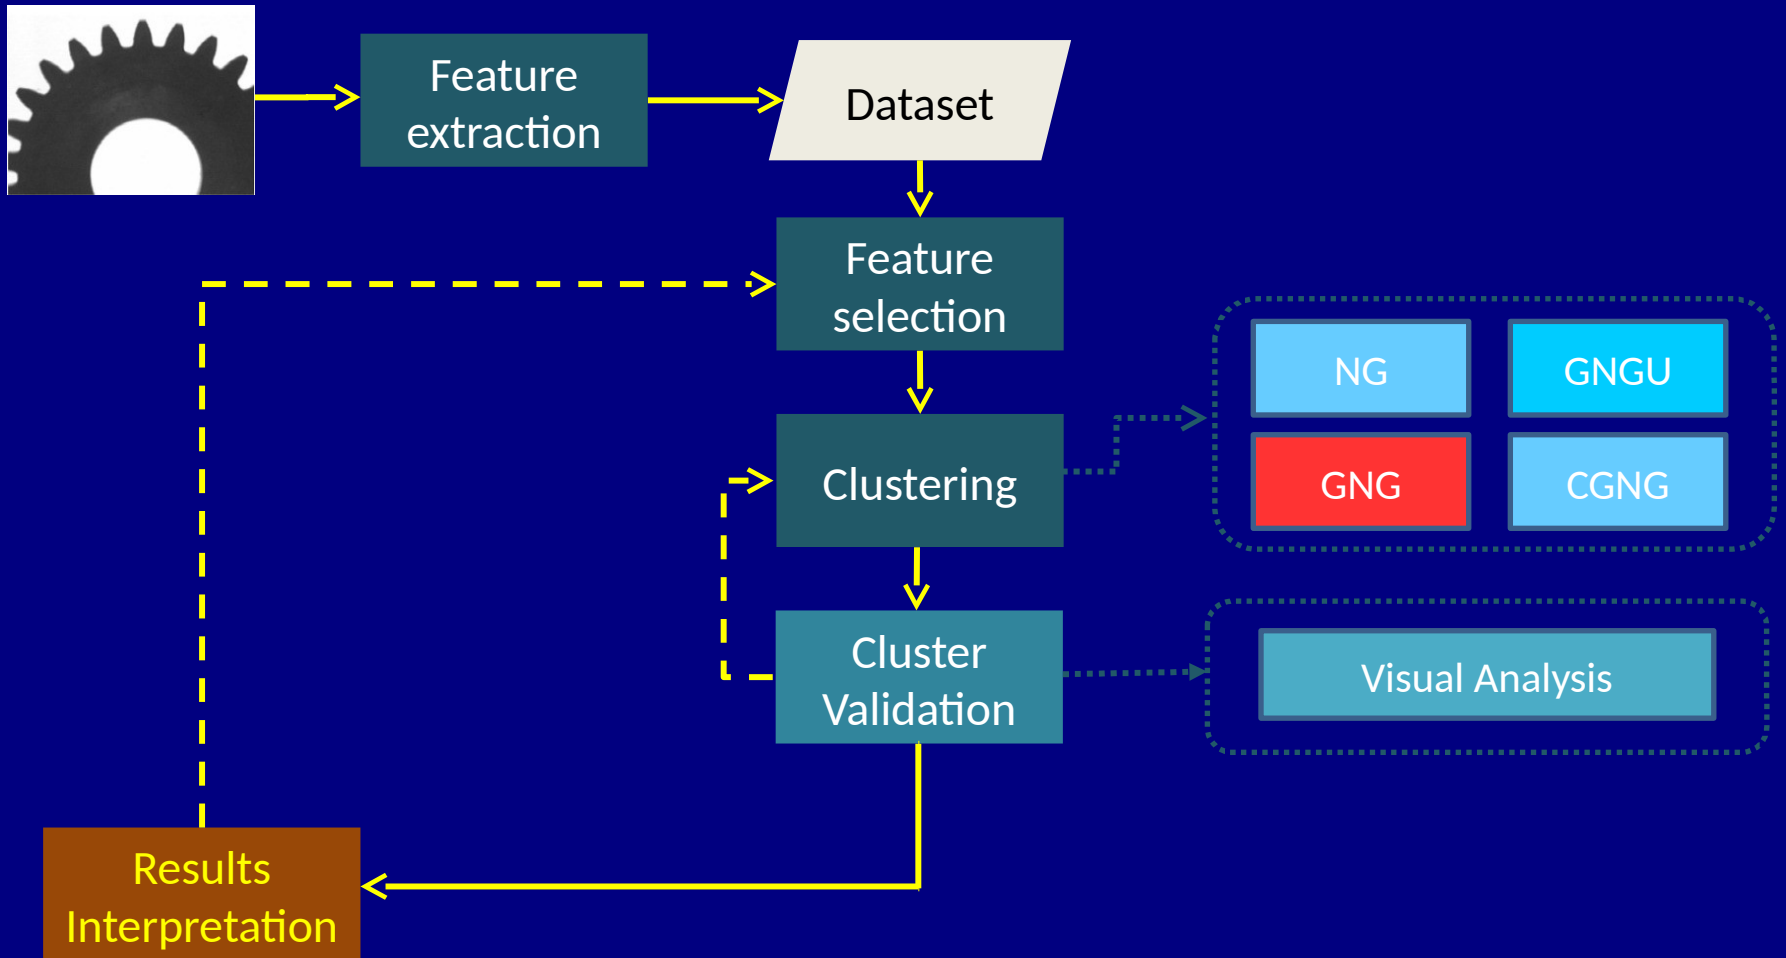 Feature
extraction
Dataset
Feature
selection
NG
GNGU
Clustering
GNG
CGNG
Cluster
Validation
Visual Analysis
Results
Interpretation